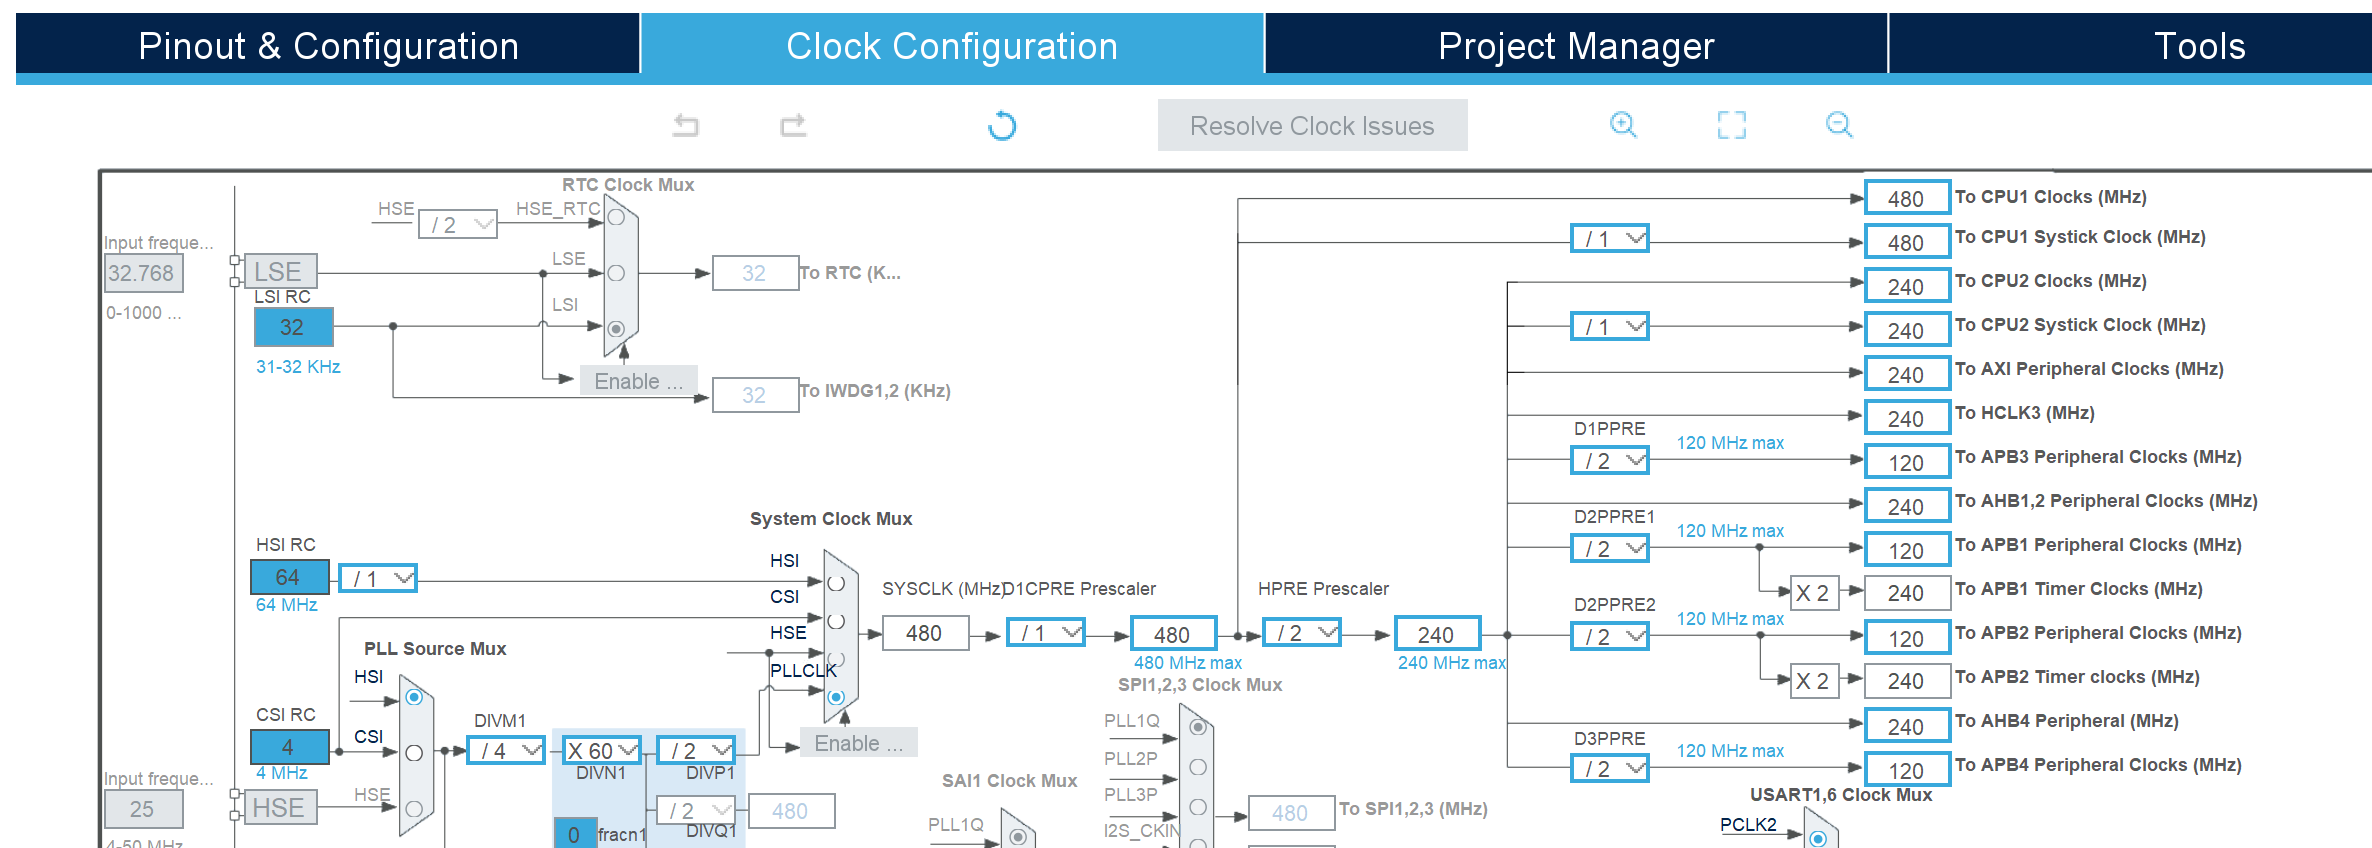 Pinout & Configuration
Clock Configuration
Project Manager
Tools
Resolve Clock Issues
RTC Clock Mux
HSE
/ 2
HSE_RTC
Input freque...
32.768
0-1000 ...
LSE
LSE
LSI RC
32
31-32 KHz
LSI
32
To RTC (K...
Enable ...
32
To IWDG1,2 (KHz)
480
To CPU1 Clocks (MHz)
/ 1
480
To CPU1 Systick Clock (MHz)
240
To CPU2 Clocks (MHz)
/ 1
240
To CPU2 Systick Clock (MHz)
240
To AXI Peripheral Clocks (MHz)
240
To HCLK3 (MHz)
D1PPRE
120 MHz max
/ 2
120
To APB3 Peripheral Clocks (MHz)
240
To AHB1,2 Peripheral Clocks (MHz)
D2PPRE1
120 MHz max
/ 2
120
To APB1 Peripheral Clocks (MHz)
X 2
240
To APB1 Timer Clocks (MHz)
D2PPRE2
120 MHz max
/ 2
120
To APB2 Peripheral Clocks (MHz)
X 2
240
To APB2 Timer clocks (MHz)
240
To AHB4 Peripheral (MHz)
D3PPRE
120 MHz max
/ 2
120
To APB4 Peripheral Clocks (MHz)
System Clock Mux
HSI RC
64
64 MHz
/ 1
HSI
CSI
HSE
PLLCLK
SYSCLK (MHz)
480
D1CPRE Prescaler
/ 1
480
480 MHz max
HPRE Prescaler
/ 2
240
240 MHz max
Enable ...
PLL Source Mux
HSI
CSI RC
4
4 MHz
CSI
HSE
Input freque...
25
4-50 MHz
HSE
DIVM1
/ 4
X 60
DIVN1
/ 2
DIVP1
/ 2
DIVQ1
480
0
fracn1
SAI1 Clock Mux
PLL1Q
SPI1,2,3 Clock Mux
PLL1Q
PLL2P
PLL3P
I2S_CKIN
480
To SPI1,2,3 (MHz)
USART1,6 Clock Mux
PCLK2